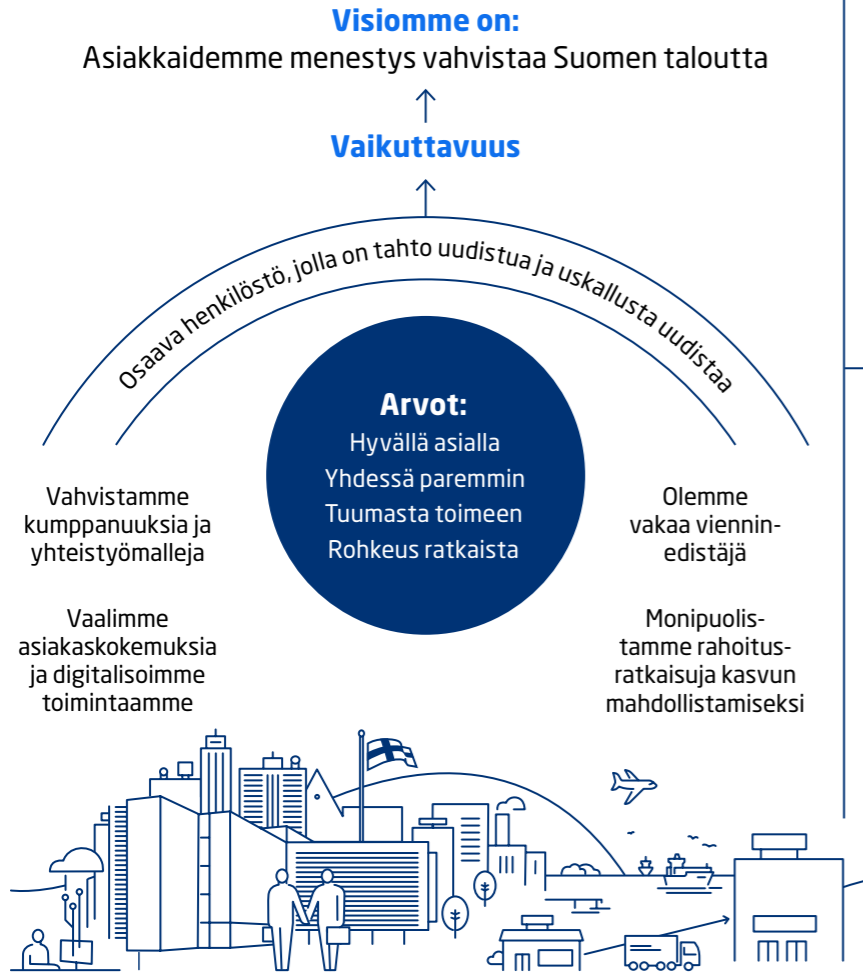 Visiomme on:
Asiakkaidemme menestys vahvistaa Suomen taloutta
Vaikuttavuus
Osaava henkilöstö, jolla on tahto uudistua ja uskallusta uudistaa
Arvot:
Hyvällä asialla
Yhdessä paremmin
Tuumasta toimeen
Rohkeus ratkaista
Vahvistamme
kumppanuuksia ja
yhteistyömalleja
Vaalimme
asiakaskokemuksia
ja digitalisoimme
toimintaamme
Olemme
vakaa viennin-
edistäjä
Monipuolis-
tamme rahoitus-
ratkaisuja kasvun
mahdollistamiseksi